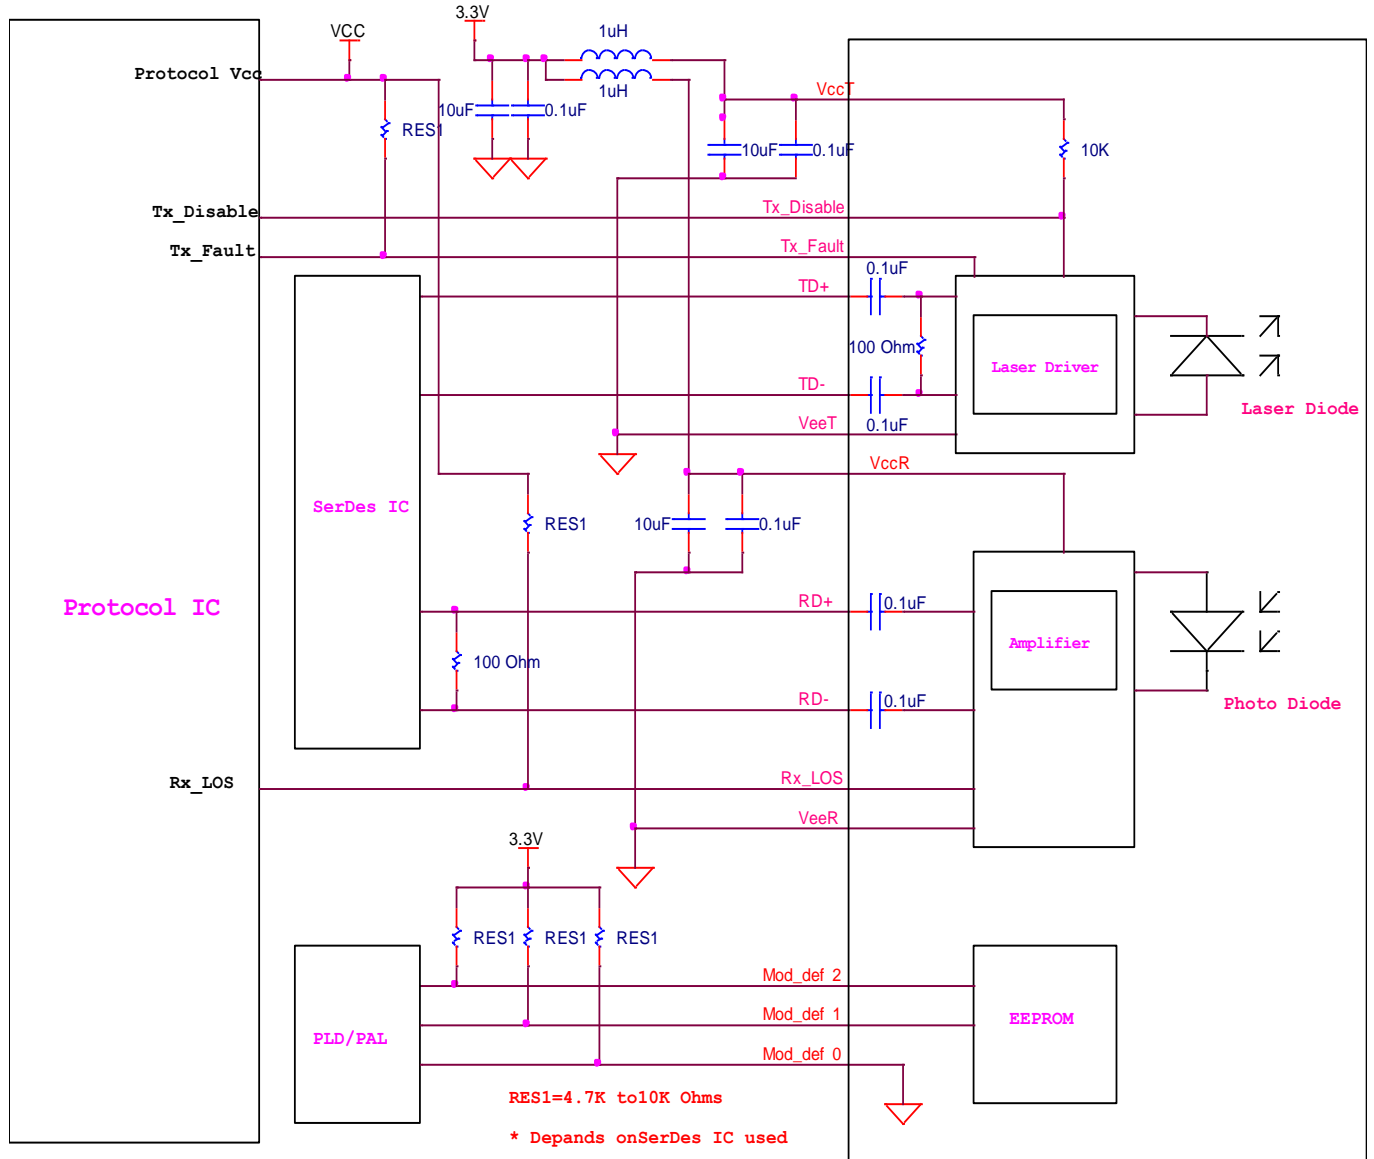 3.3V
VCC
1uH
Protocol Vcc
1uH
VccT
10uF
0.1uF
RES1
10uF
0.1uF
10K
Tx_Disable
Tx_Disable
Tx_Fault
Tx_Fault
0.1uF
TD+
100 Ohm
Laser Driver
TD-
Laser Diode
VeeT
0.1uF
VccR
SerDes IC
RES1
10uF
0.1uF
Protocol IC
RD+
0.1uF
Amplifier
100 Ohm
RD-
0.1uF
Photo Diode
Rx_LOS
Rx_LOS
VeeR
3.3V
RES1
RES1
RES1
Mod_def 2
Mod_def 1
EEPROM
PLD/PAL
Mod_def 0
RES1=4.7K to10K Ohms
* Depands onSerDes IC used